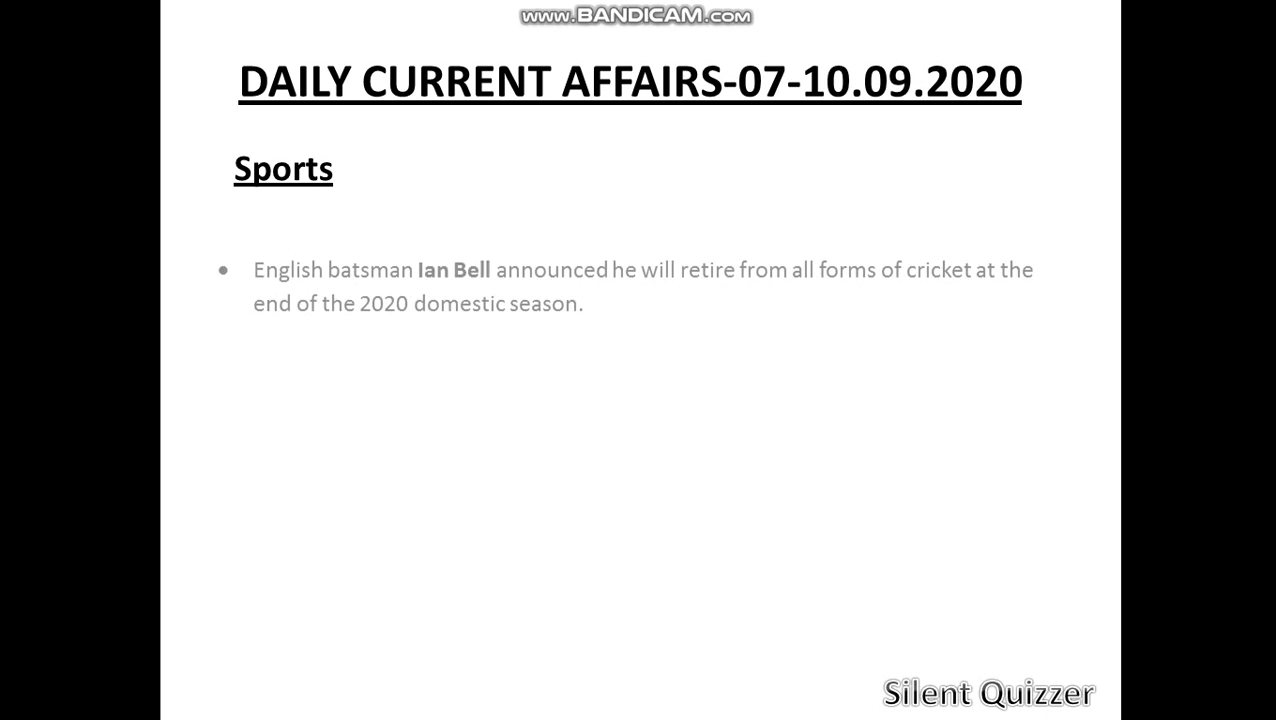 www.BANDICAM.com
DAILY CURRENT AFFAIRS-07-10.09.2020
Sports
• English batsman Ian Bell announced he will retire from all forms of cricket at the
end of the 2020 domestic season.
Silent Quizzer